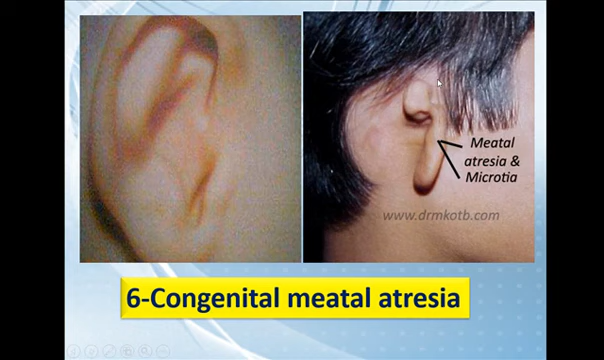 Meatal
atresia &
Microtia
www.drmkotb.com
6-Congenital meatal atresia